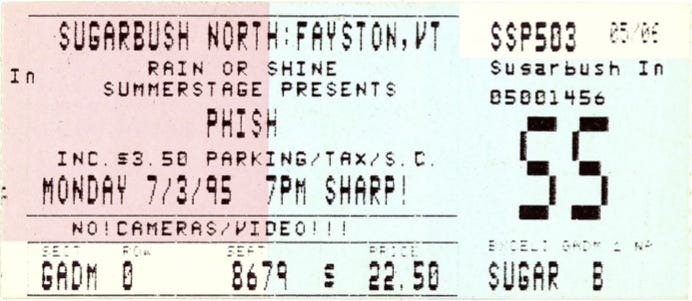 SUGARBUSH NORTH:FAYSTON,VT
In
RAIN OR SHINE
SUMMERSTAGE PRESENTS
PHISH
INC.$3.50 PARKING/TAX/S.C.
MONDAY 7/3/95 7PM SHARP!
NO!CAMERAS/VIDEO!!!
SECT ROW SEAT PRICE
GADM 0 8679 $ 22.50
SSP503 05/06
Sugarbush In
05001456
SS
GADM
SUGAR B